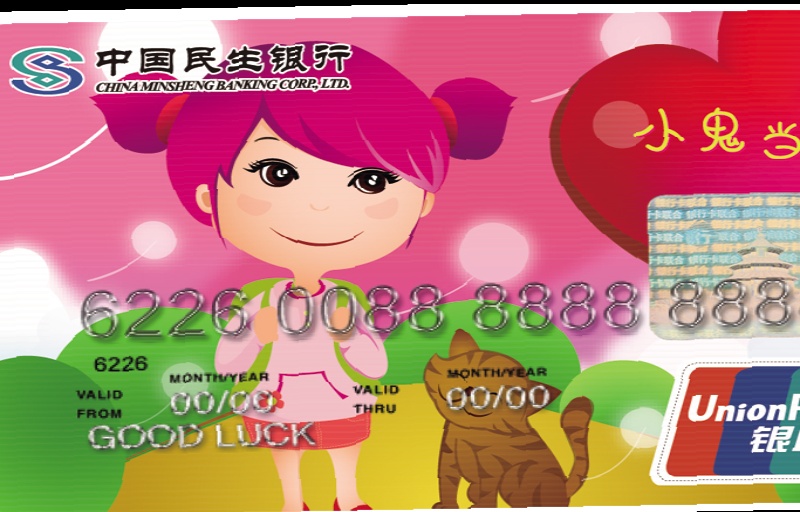 中国民生银行
CHINA MINSHENG BANKING CORP., LTD.
小鬼当
6226 0088 8888 888
6226
MONTH/YEAR
MONTH/YEAR
VALID FROM
00/00
VALID THRU
00/00
GOOD LUCK
Union
银